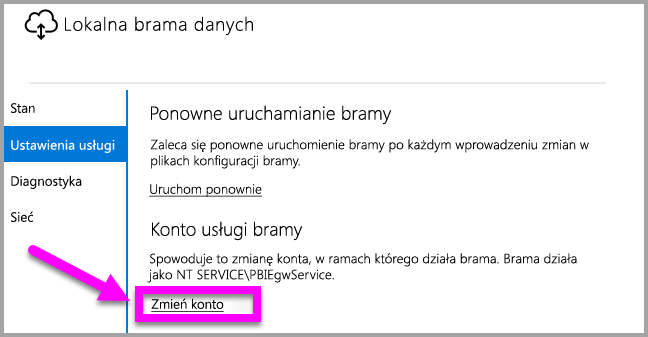 Lokalna brama danych
Stan
Ustawienia usługi
Diagnostyka
Sieć
Ponowne uruchamianie bramy
Zaleca się ponowne uruchomienie bramy po każdym wprowadzeniu zmian w
plikach konfiguracji bramy.
Uruchom ponownie
Konto usługi bramy
Spowoduje to zmianę konta, w ramach którego działa brama. Brama działa
jako NT SERVICE\PBIEgwService.
Zmień konto